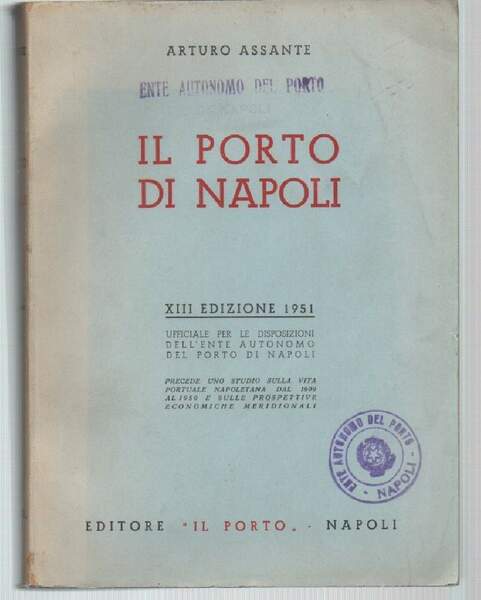 ARTURO ASSANTE
ENTE AUTONOMO DEL PORTO
DI NAPOLI
IL PORTO
DI NAPOLI
XIII EDIZIONE 1951
UFFICIALE PER LE DISPOSIZIONI
DELL'ENTE AUTONOMO
DEL PORTO DI NAPOLI
PRECEDE UNO STUDIO SULLA VITA
PORTUALE NAPOLETANA DAL 1900
AL 1950 E SULLE PROSPETTIVE
ECONOMICHE MERIDIONALI
ENTE AUTONOMO DEL PORTO
- NAPOLI -
EDITORE "IL PORTO„ - NAPOLI